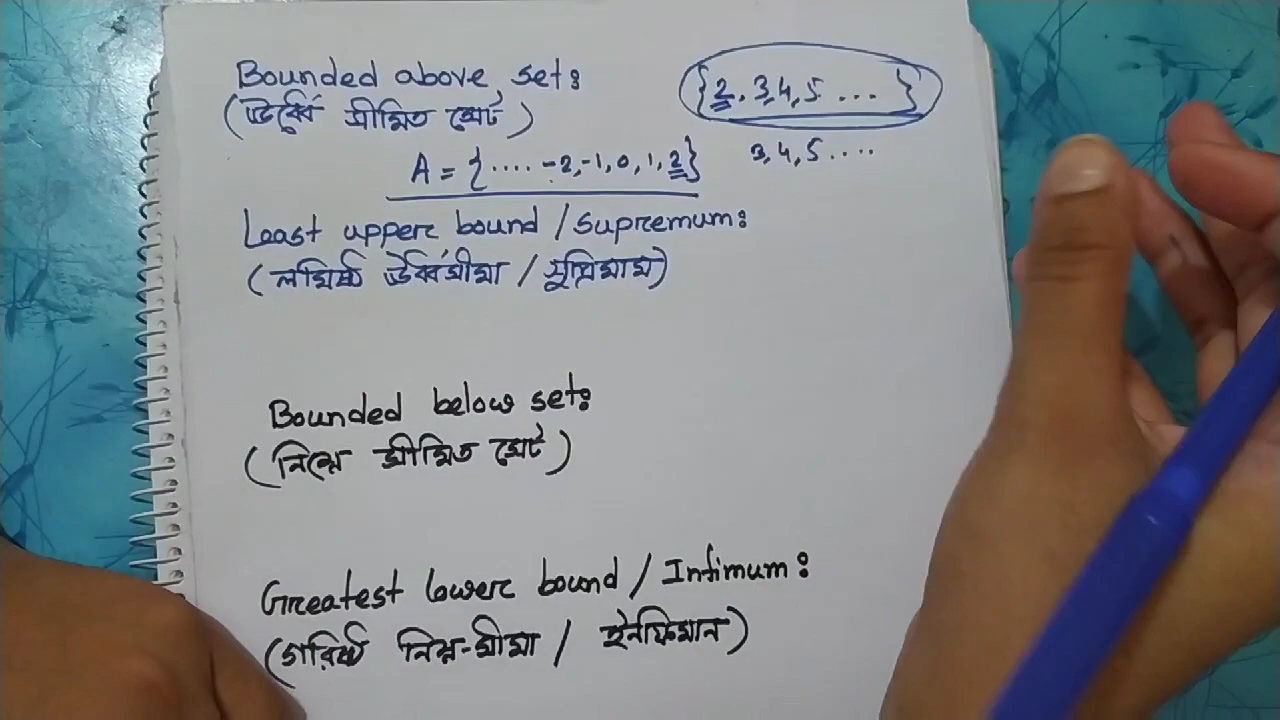 Bounded above set:
(উর্ধ্বে সীমিত সেট)
{2, 3, 4, 5 ... }
3, 4, 5 ....
A = {.... -2, -1, 0, 1, 2}
Least upper bound / Supremum:
(লঘিষ্ঠ ঊর্ধ্বসীমা / সুপ্রিমাম)
Bounded below set:
(নিম্নে সীমিত সেট)
Greatest lower bound / Infimum:
(গরিষ্ঠ নিম্ন-সীমা / ইনফিমান)